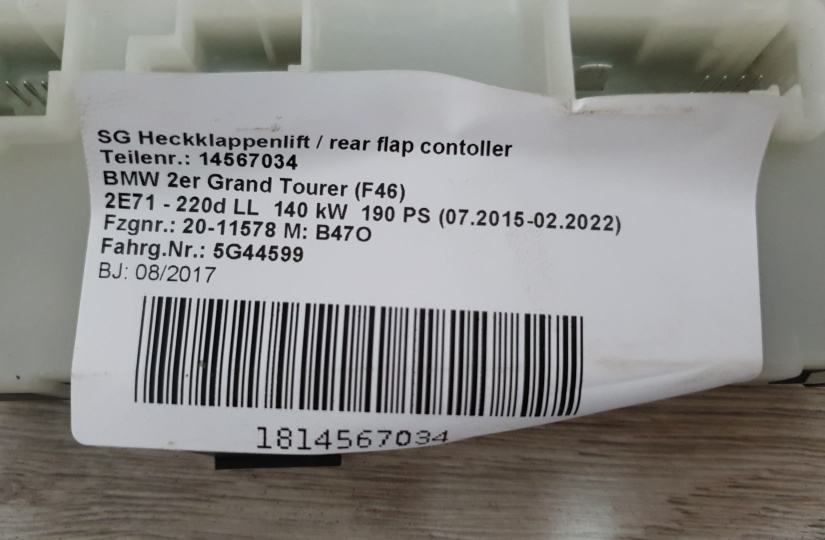 SG Heckklappenlift / rear flap contoller
Teilenr.: 14567034
BMW 2er Grand Tourer (F46)
2E71 - 220d LL 140 kW 190 PS (07.2015-02.2022)
Fzgnr.: 20-11578 M: B47O
Fahrg.Nr.: 5G44599
BJ: 08/2017
1814567034